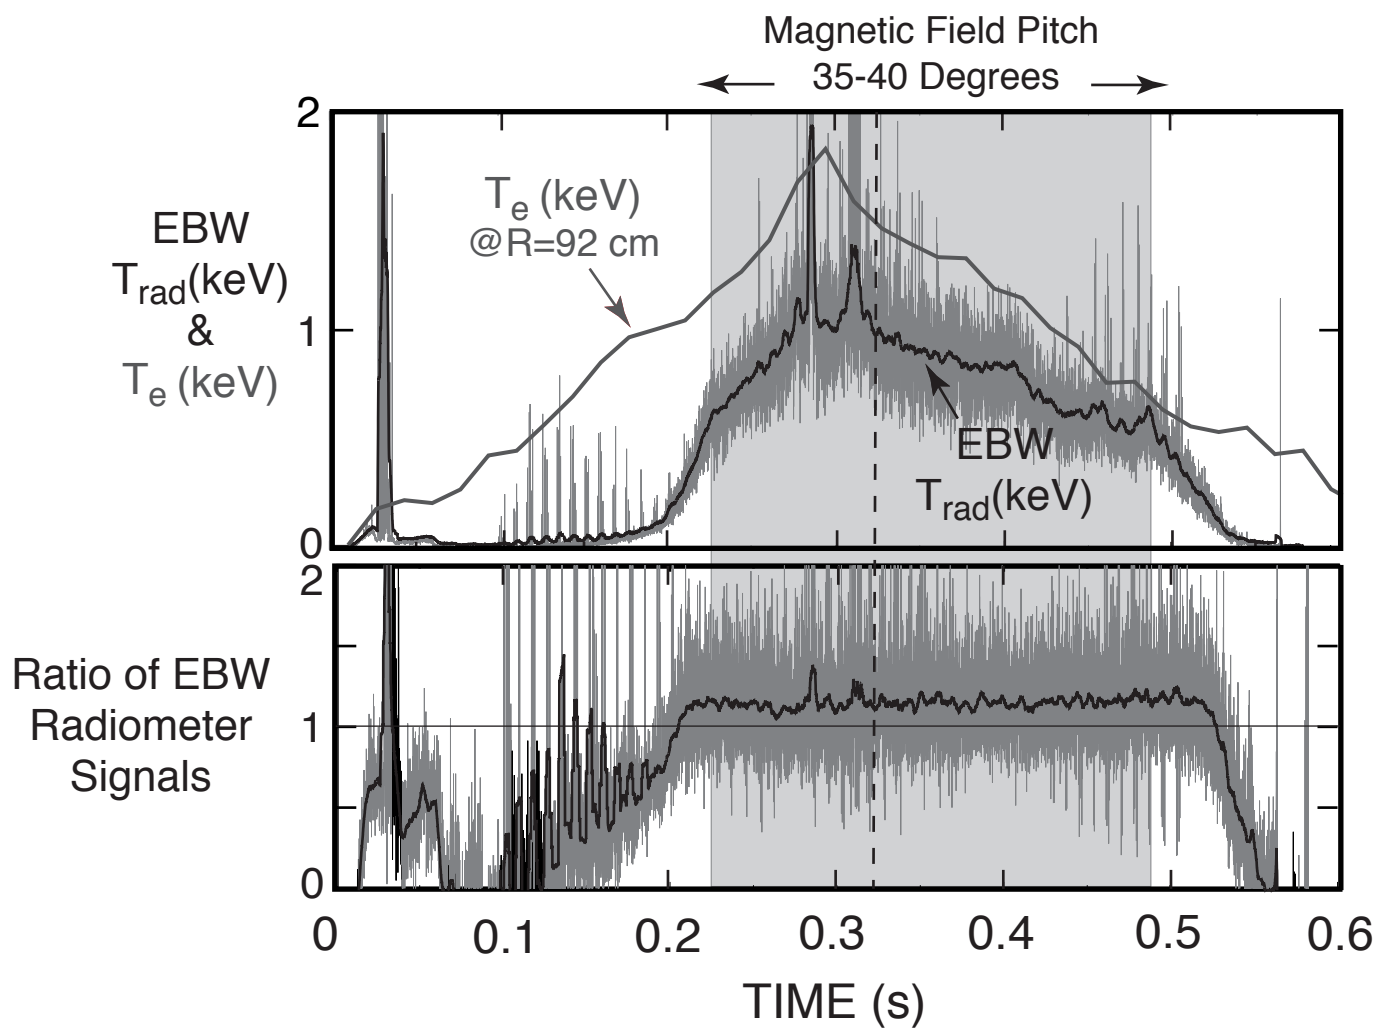 Magnetic Field Pitch
35-40 Degrees
2
1
0
EBW
Trad(keV)
&
Te (keV)
Te (keV)
@R=92 cm
EBW
Trad(keV)
2
1
0
Ratio of EBW
Radiometer
Signals
0 0.1 0.2 0.3 0.4 0.5 0.6
TIME (s)